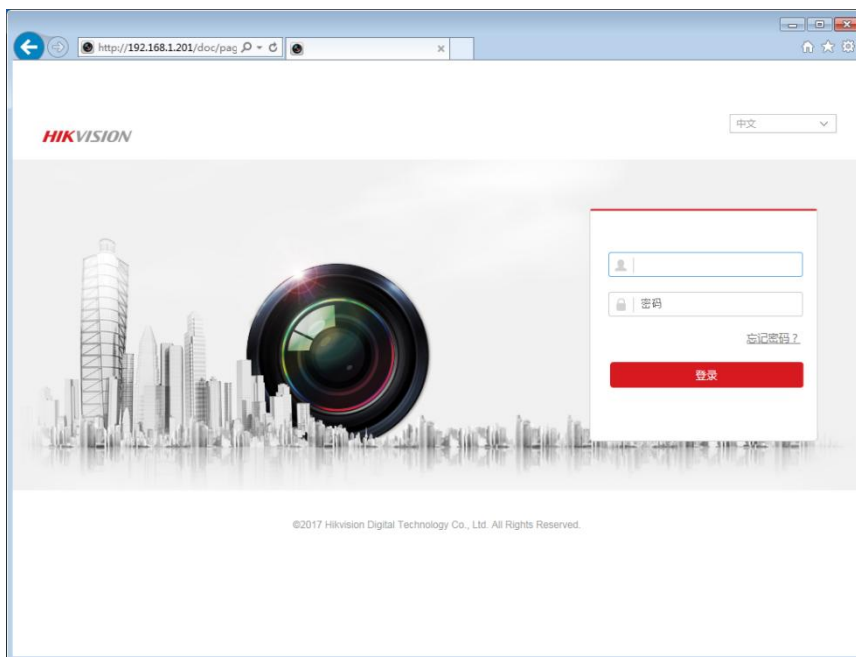 http://192.168.1.201/doc/pag
中文
HIKVISION
密码
忘记密码？
登录
©2017 Hikvision Digital Technology Co., Ltd. All Rights Reserved.